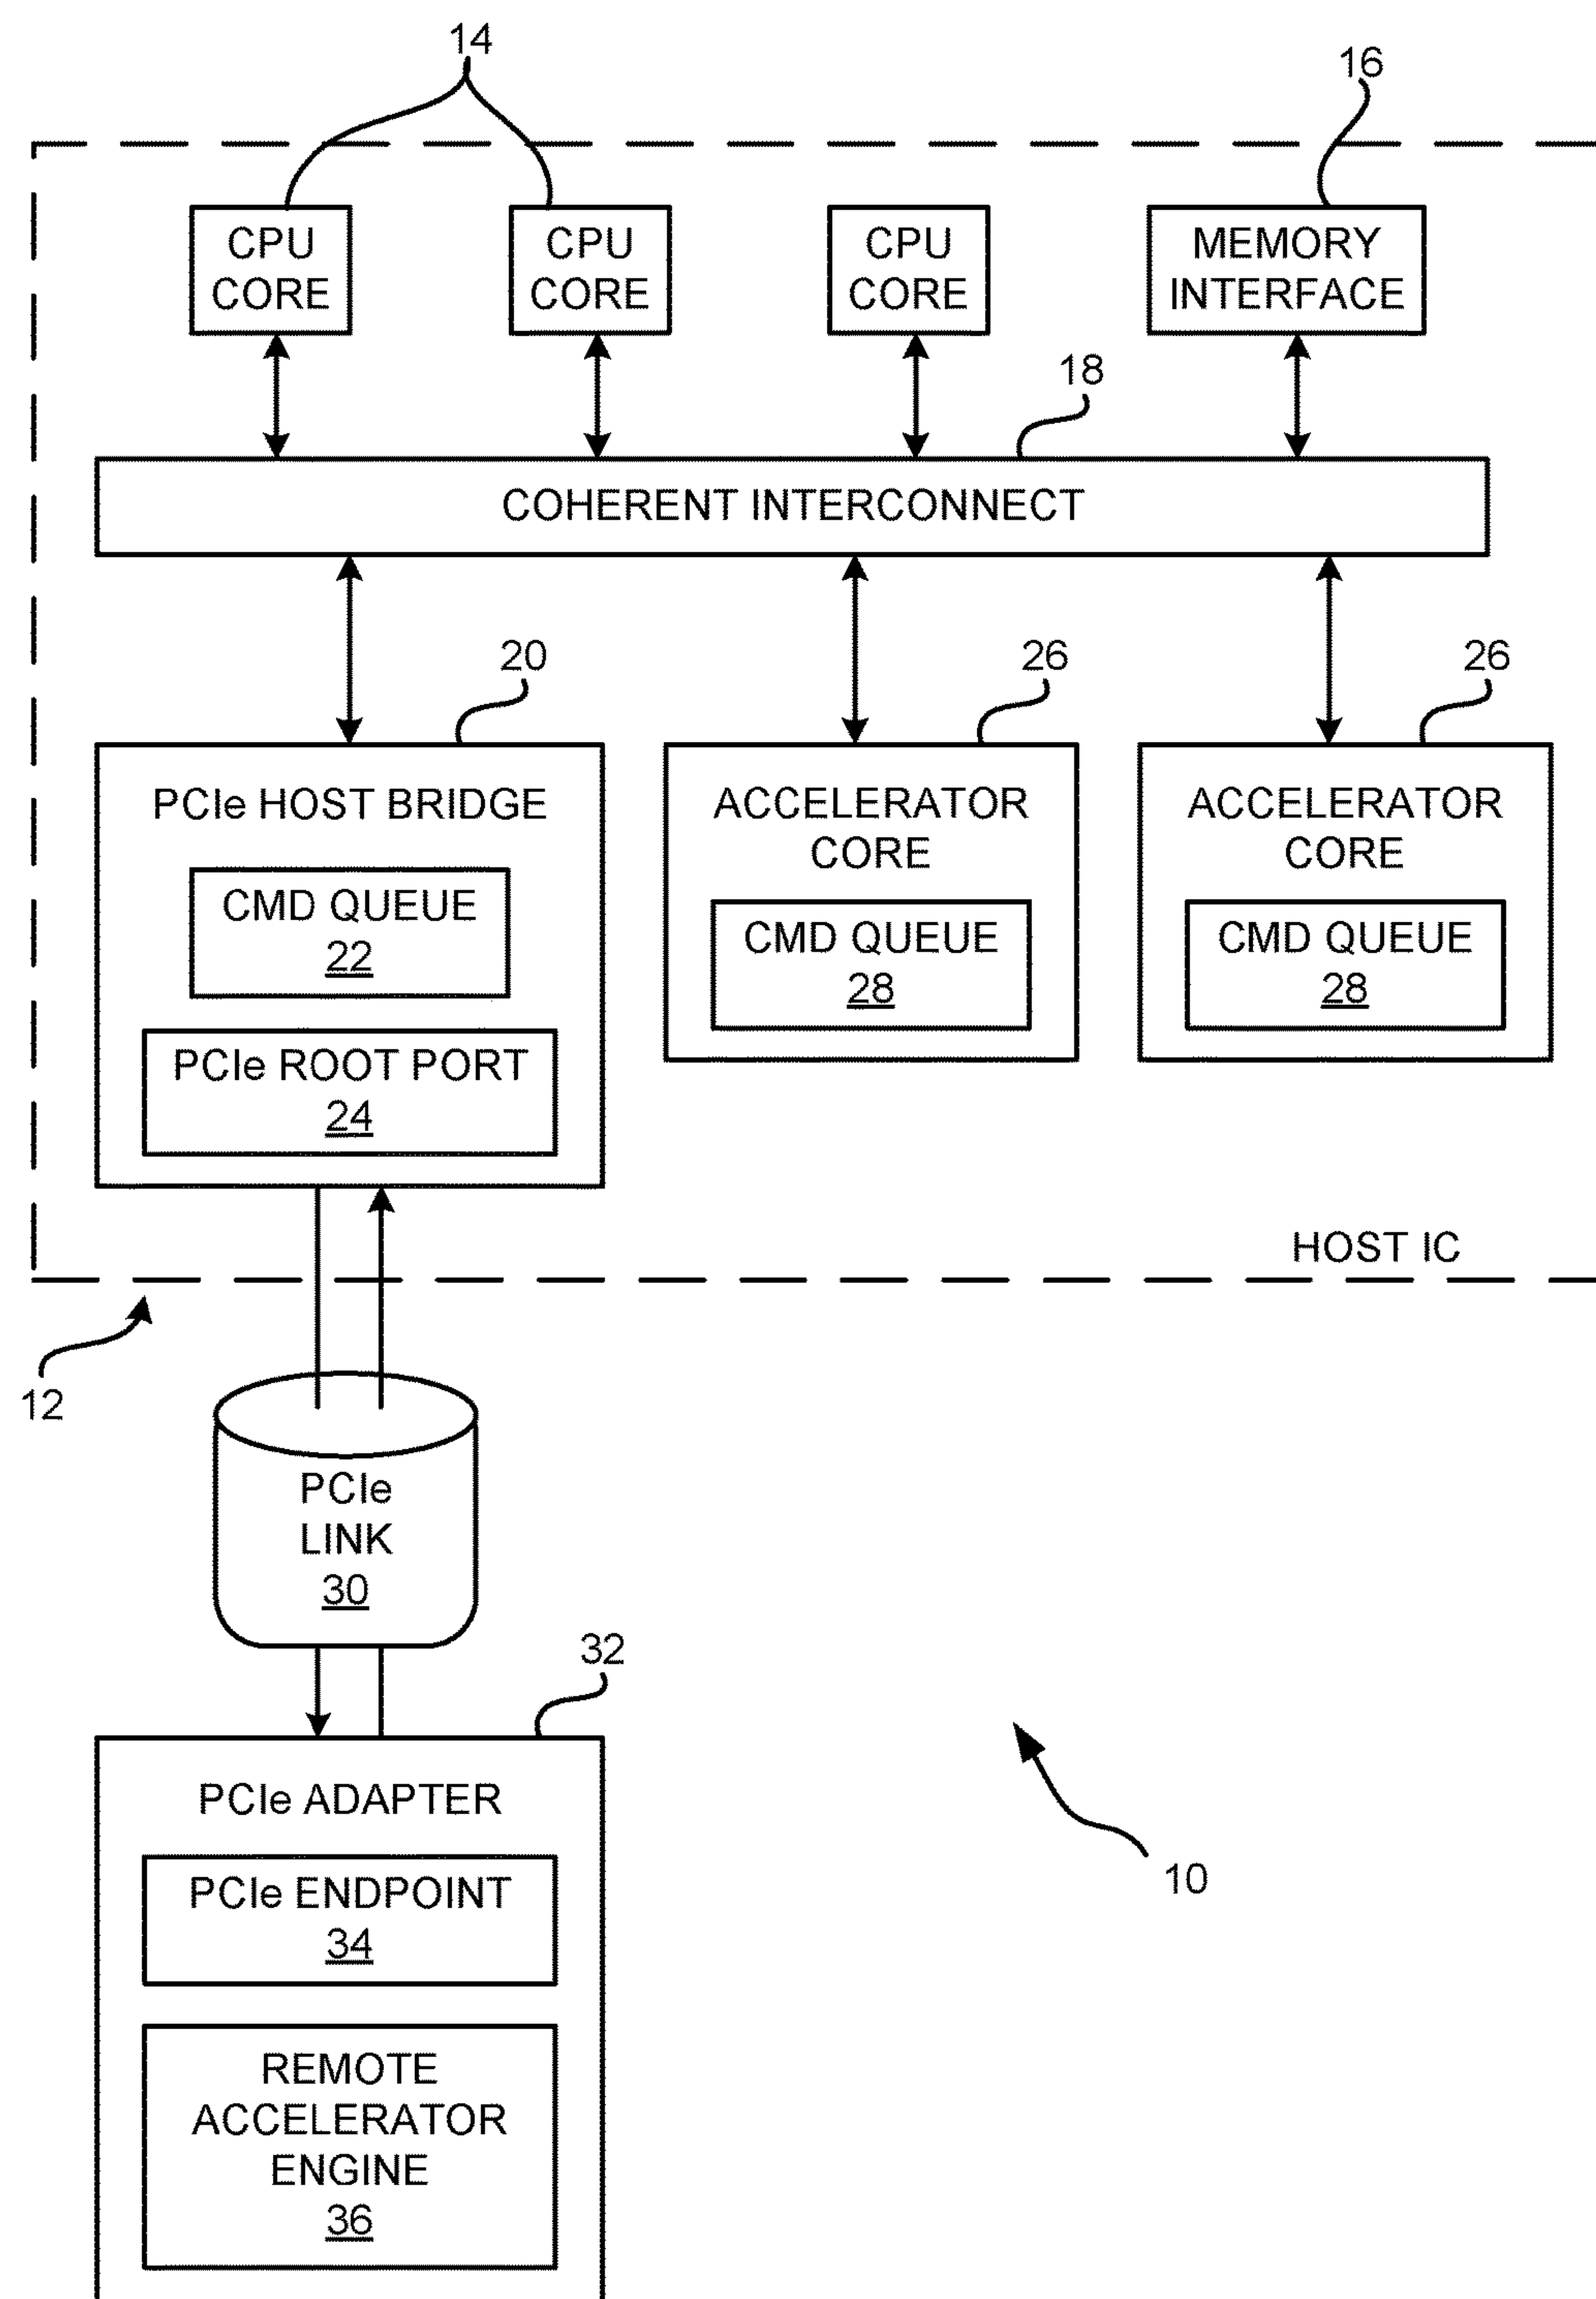 14
16
CPU
CORE
CPU
CORE
CPU
CORE
MEMORY
INTERFACE
18
COHERENT INTERCONNECT
20
26
26
PCIe HOST BRIDGE
CMD QUEUE
22
PCIe ROOT PORT
24
ACCELERATOR
CORE
CMD QUEUE
28
ACCELERATOR
CORE
CMD QUEUE
28
HOST IC
12
PCIe
LINK
30
32
PCIe ADAPTER
PCIe ENDPOINT
34
REMOTE
ACCELERATOR
ENGINE
36
10